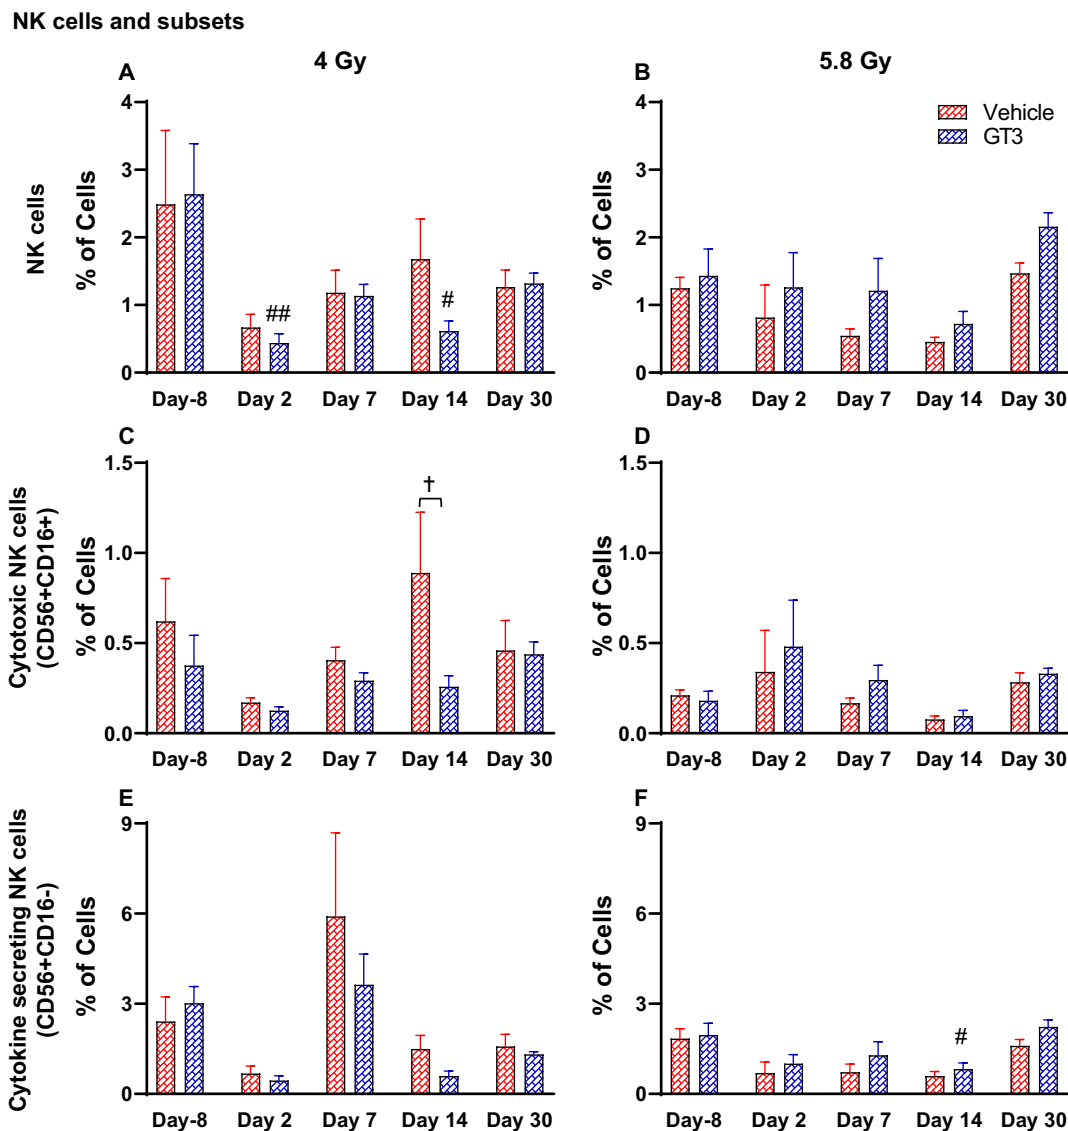 NK cells and subsets
4 Gy
5.8 Gy
A
NK cells
% of Cells
4
3
2
1
0
##
#
Day-8 Day 2 Day 7 Day 14 Day 30
B
% of Cells
4
3
2
1
0
Vehicle
GT3
Day-8 Day 2 Day 7 Day 14 Day 30
C
Cytotoxic NK cells
(CD56+CD16+)
% of Cells
1.5
1.0
0.5
0.0
†
Day-8 Day 2 Day 7 Day 14 Day 30
D
% of Cells
1.5
1.0
0.5
0.0
Day-8 Day 2 Day 7 Day 14 Day 30
E
Cytokine secreting NK cells
(CD56+CD16-)
% of Cells
9
6
3
0
Day-8 Day 2 Day 7 Day 14 Day 30
F
% of Cells
9
6
3
0
#
Day-8 Day 2 Day 7 Day 14 Day 30